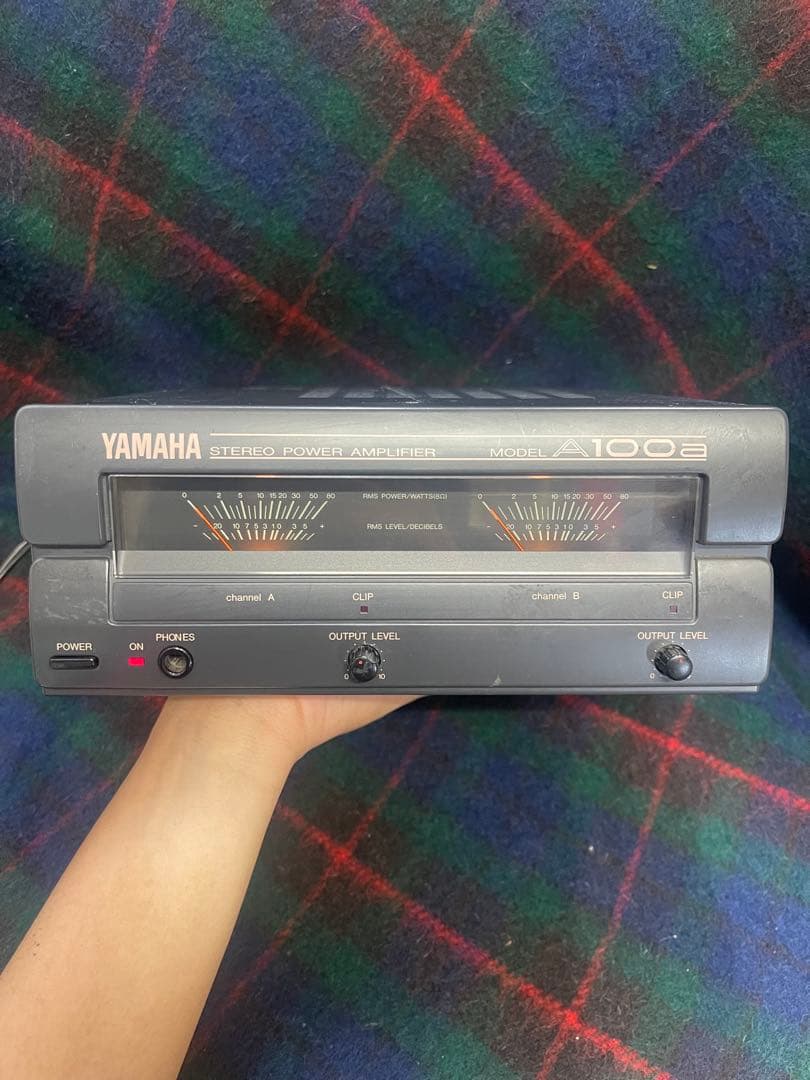 YAMAHA STEREO POWER AMPLIFIER MODEL A100a
0 2 5 10 15 20 30 50 80 RMS POWER/WATTS(8Ω) 0 2 5 10 15 20 30 50 80
- 20 10 7 5 3 1 0 3 5 + RMS LEVEL/DECIBELS - 20 10 7 5 3 1 0 3 5 +
channel A CLIP channel B CLIP
POWER ON PHONES OUTPUT LEVEL OUTPUT LEVEL
0 10 0